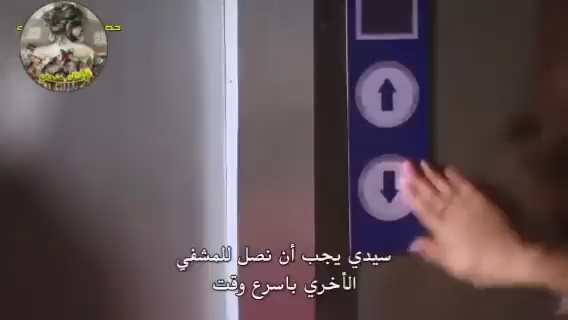 سيدي يجب أن نصل للمشفي
الأخري باسرع وقت